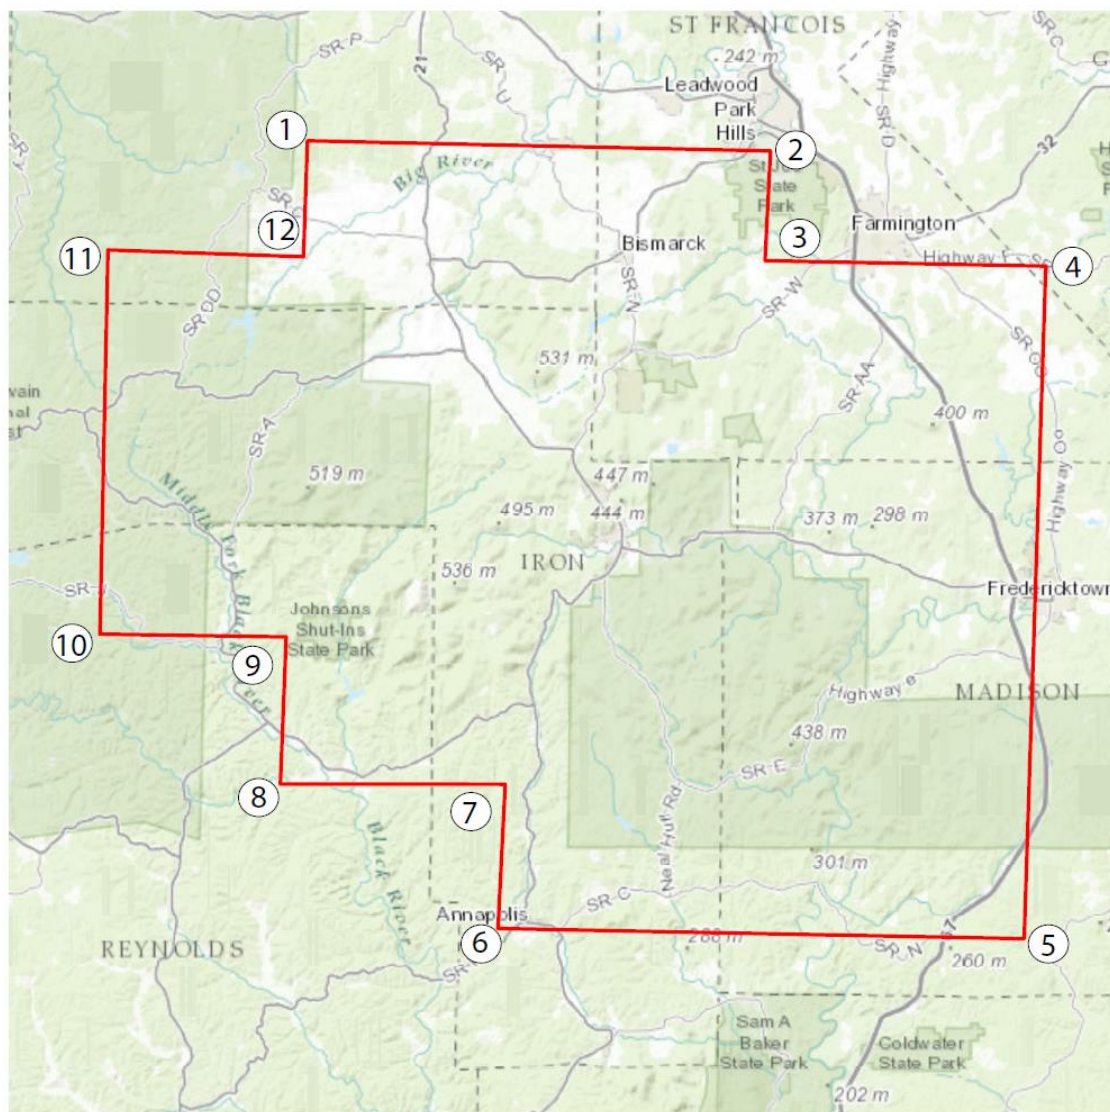 ST FRANCOIS
SR-P
21
SR-U
242 m
Leadwood
Park
Hills
Highway H
SR-D
SR-C
32
1
2
Big River
State
Park
Farmington
12
11
Bismarck
3
Highway F
4
SR-DD
SR-N
SR-W
SR-OO
531 m
SR-AA
400 m
SR-A
Highway Oo
519 m
447 m
Middle Fork Black River
495 m
444 m
373 m
298 m
IRON
536 m
SR-J
Johnsons
Shut-Ins
State Park
Fredericktown
10
9
Highway e
MADISON
438 m
SR-E
8
7
Neal Huff Rd
301 m
Black River
SR-C
Annapolis
6
REYNOLDS
288 m
SR-N
67
260 m
5
Sam A
Baker
State Park
Coldwater
State Park
202 m